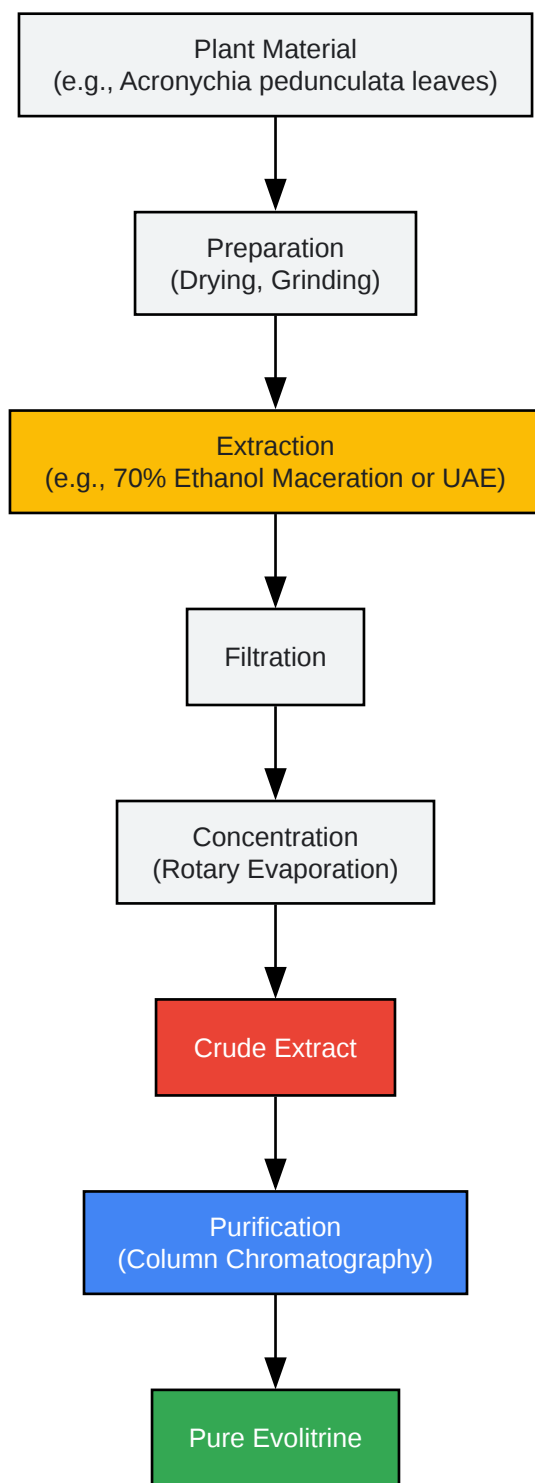 Plant Material
(e.g., Acronychia pedunculata leaves)
Preparation
(Drying, Grinding)
Extraction
(e.g., 70% Ethanol Maceration or UAE)
Filtration
Concentration
(Rotary Evaporation)
Crude Extract
Purification
(Column Chromatography)
Pure Evolitrine